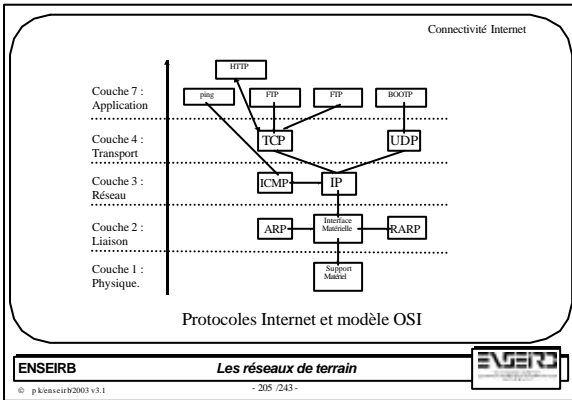 Connectivité Internet
HTTP
Couche 7 :
Application
ping
FTP
FTP
BOOTP
Couche 4 :
Transport
TCP
UDP
Couche 3 :
Réseau
ICMP
IP
Couche 2 :
Liaison
ARP
Interface
Matérielle
RARP
Couche 1 :
Physique.
Support
Matériel
Protocoles Internet et modèle OSI
ENSEIRB
Les réseaux de terrain
ENSEIRB
© pk/enseirb/2003 v3.1
- 205 /243 -